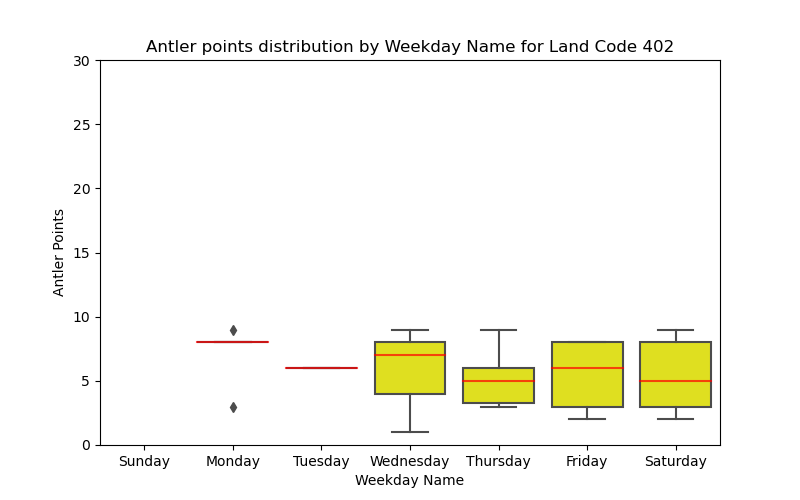 Antler points distribution by Weekday Name for Land Code 402
30
25
20
15
10
5
0
Antler Points
Sunday Monday Tuesday Wednesday Thursday Friday Saturday
Weekday Name